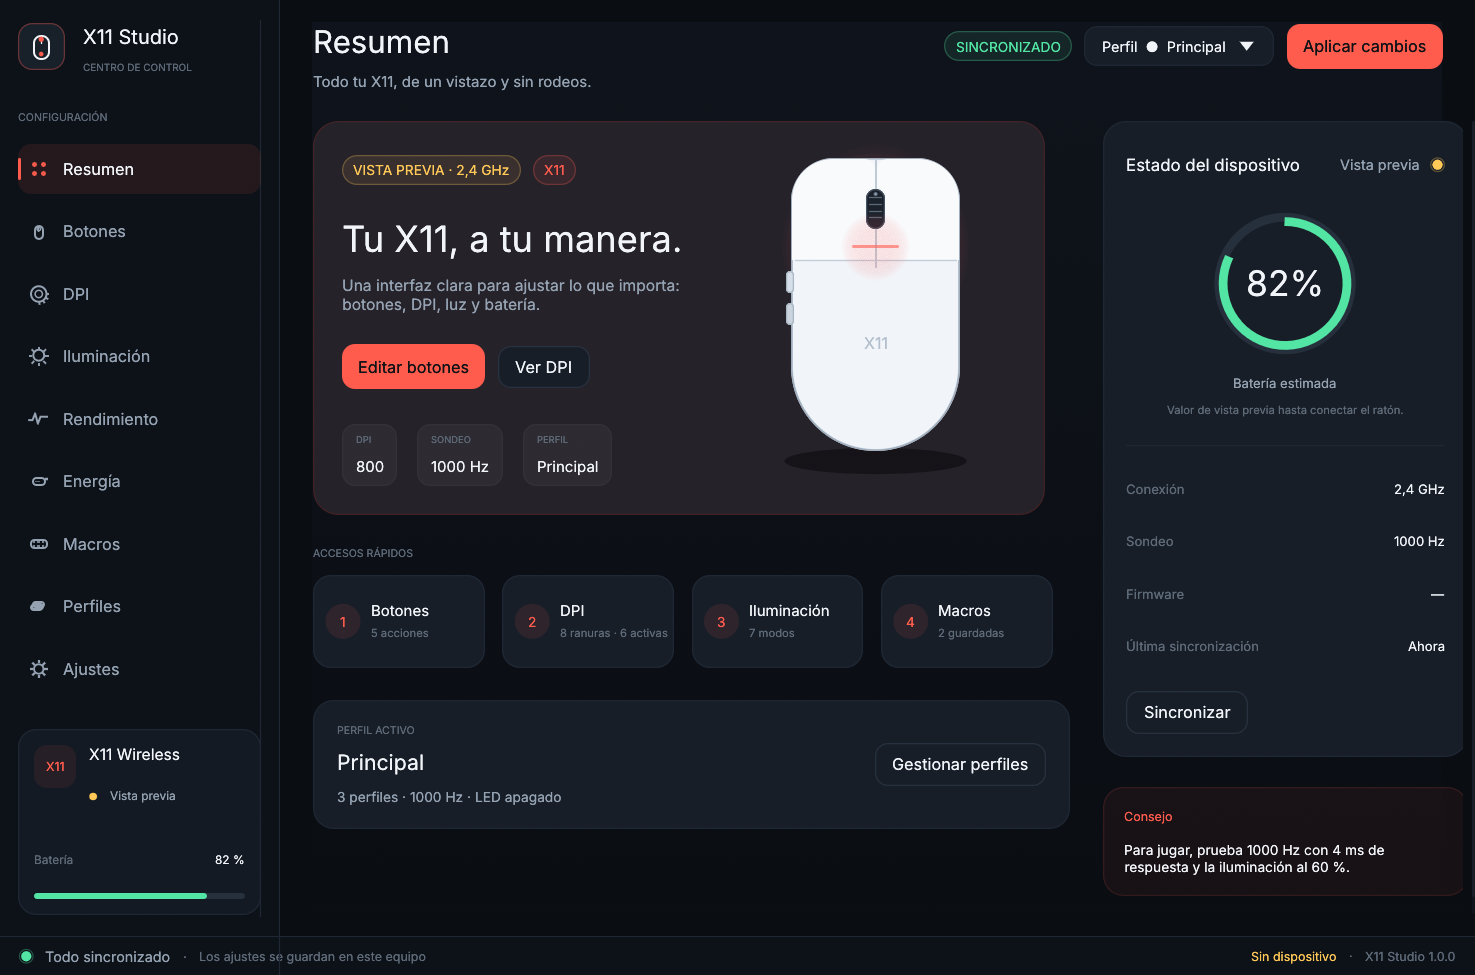 X11 Studio
CENTRO DE CONTROL
CONFIGURACIÓN
Resumen
Botones
DPI
Iluminación
Rendimiento
Energía
Macros
Perfiles
Ajustes
X11
X11 Wireless
Vista previa
Batería 82 %
Resumen
Todo tu X11, de un vistazo y sin rodeos.
SINCRONIZADO
Perfil Principal
Aplicar cambios
VISTA PREVIA · 2,4 GHz
X11
Tu X11, a tu manera.
Una interfaz clara para ajustar lo que importa:
botones, DPI, luz y batería.
Editar botones
Ver DPI
DPI
800
SONDEO
1000 Hz
PERFIL
Principal
X11
ACCESOS RÁPIDOS
1
Botones
5 acciones
2
DPI
8 ranuras · 6 activas
3
Iluminación
7 modos
4
Macros
2 guardadas
PERFIL ACTIVO
Principal
3 perfiles · 1000 Hz · LED apagado
Gestionar perfiles
Estado del dispositivo
Vista previa
82%
Batería estimada
Valor de vista previa hasta conectar el ratón.
Conexión 2,4 GHz
Sondeo 1000 Hz
Firmware —
Última sincronización Ahora
Sincronizar
Consejo
Para jugar, prueba 1000 Hz con 4 ms de
respuesta y la iluminación al 60 %.
Todo sincronizado · Los ajustes se guardan en este equipo
Sin dispositivo · X11 Studio 1.0.0